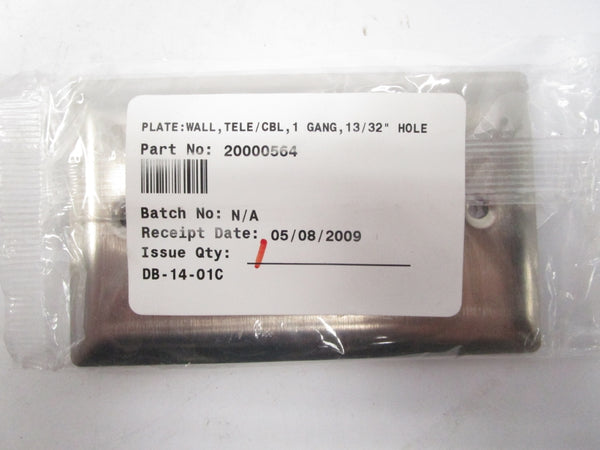 PLATE:WALL,TELE/CBL,1 GANG,13/32" HOLE
Part No: 20000564
Batch No: N/A
Receipt Date: 05/08/2009
Issue Qty: 1
DB-14-01C